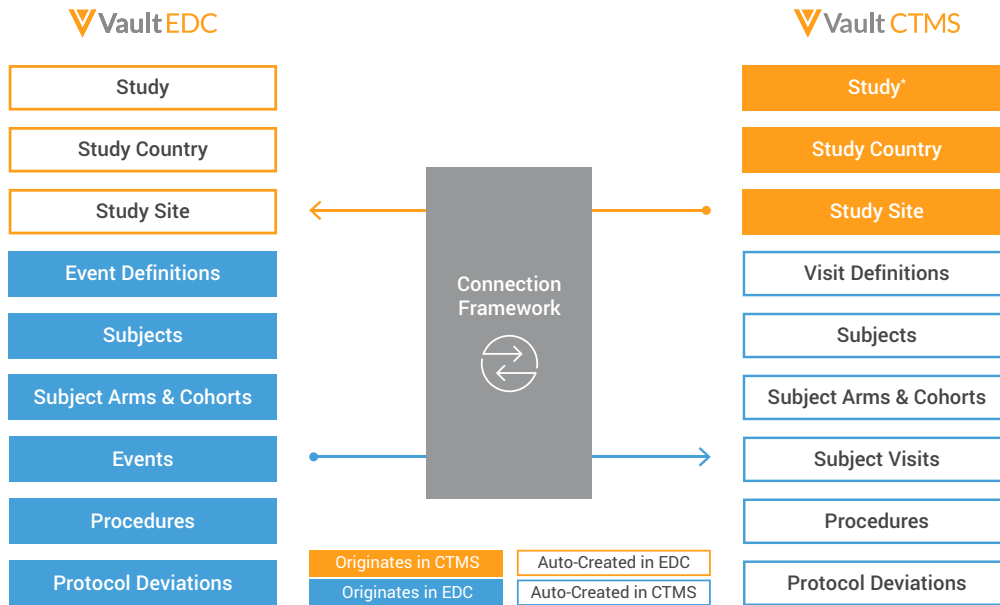 Vault EDC
Study
Study Country
Study Site
Event Definitions
Subjects
Subject Arms & Cohorts
Events
Procedures
Protocol Deviations
Connection
Framework
Originates in CTMS
Auto-Created in EDC
Originates in EDC
Auto-Created in CTMS
Vault CTMS
Study*
Study Country
Study Site
Visit Definitions
Subjects
Subject Arms & Cohorts
Subject Visits
Procedures
Protocol Deviations